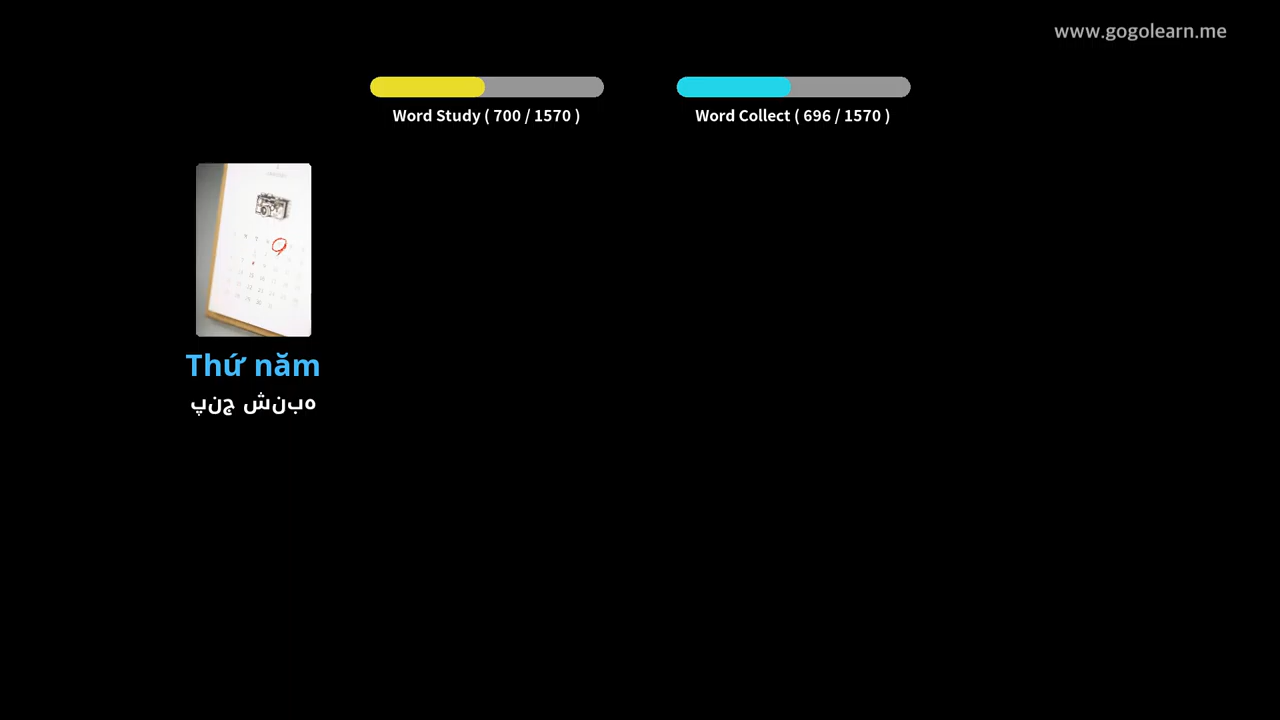 www.gogolearn.me
Word Study ( 700 / 1570 )
Word Collect ( 696 / 1570 )
Thứ năm
پنج شنبه